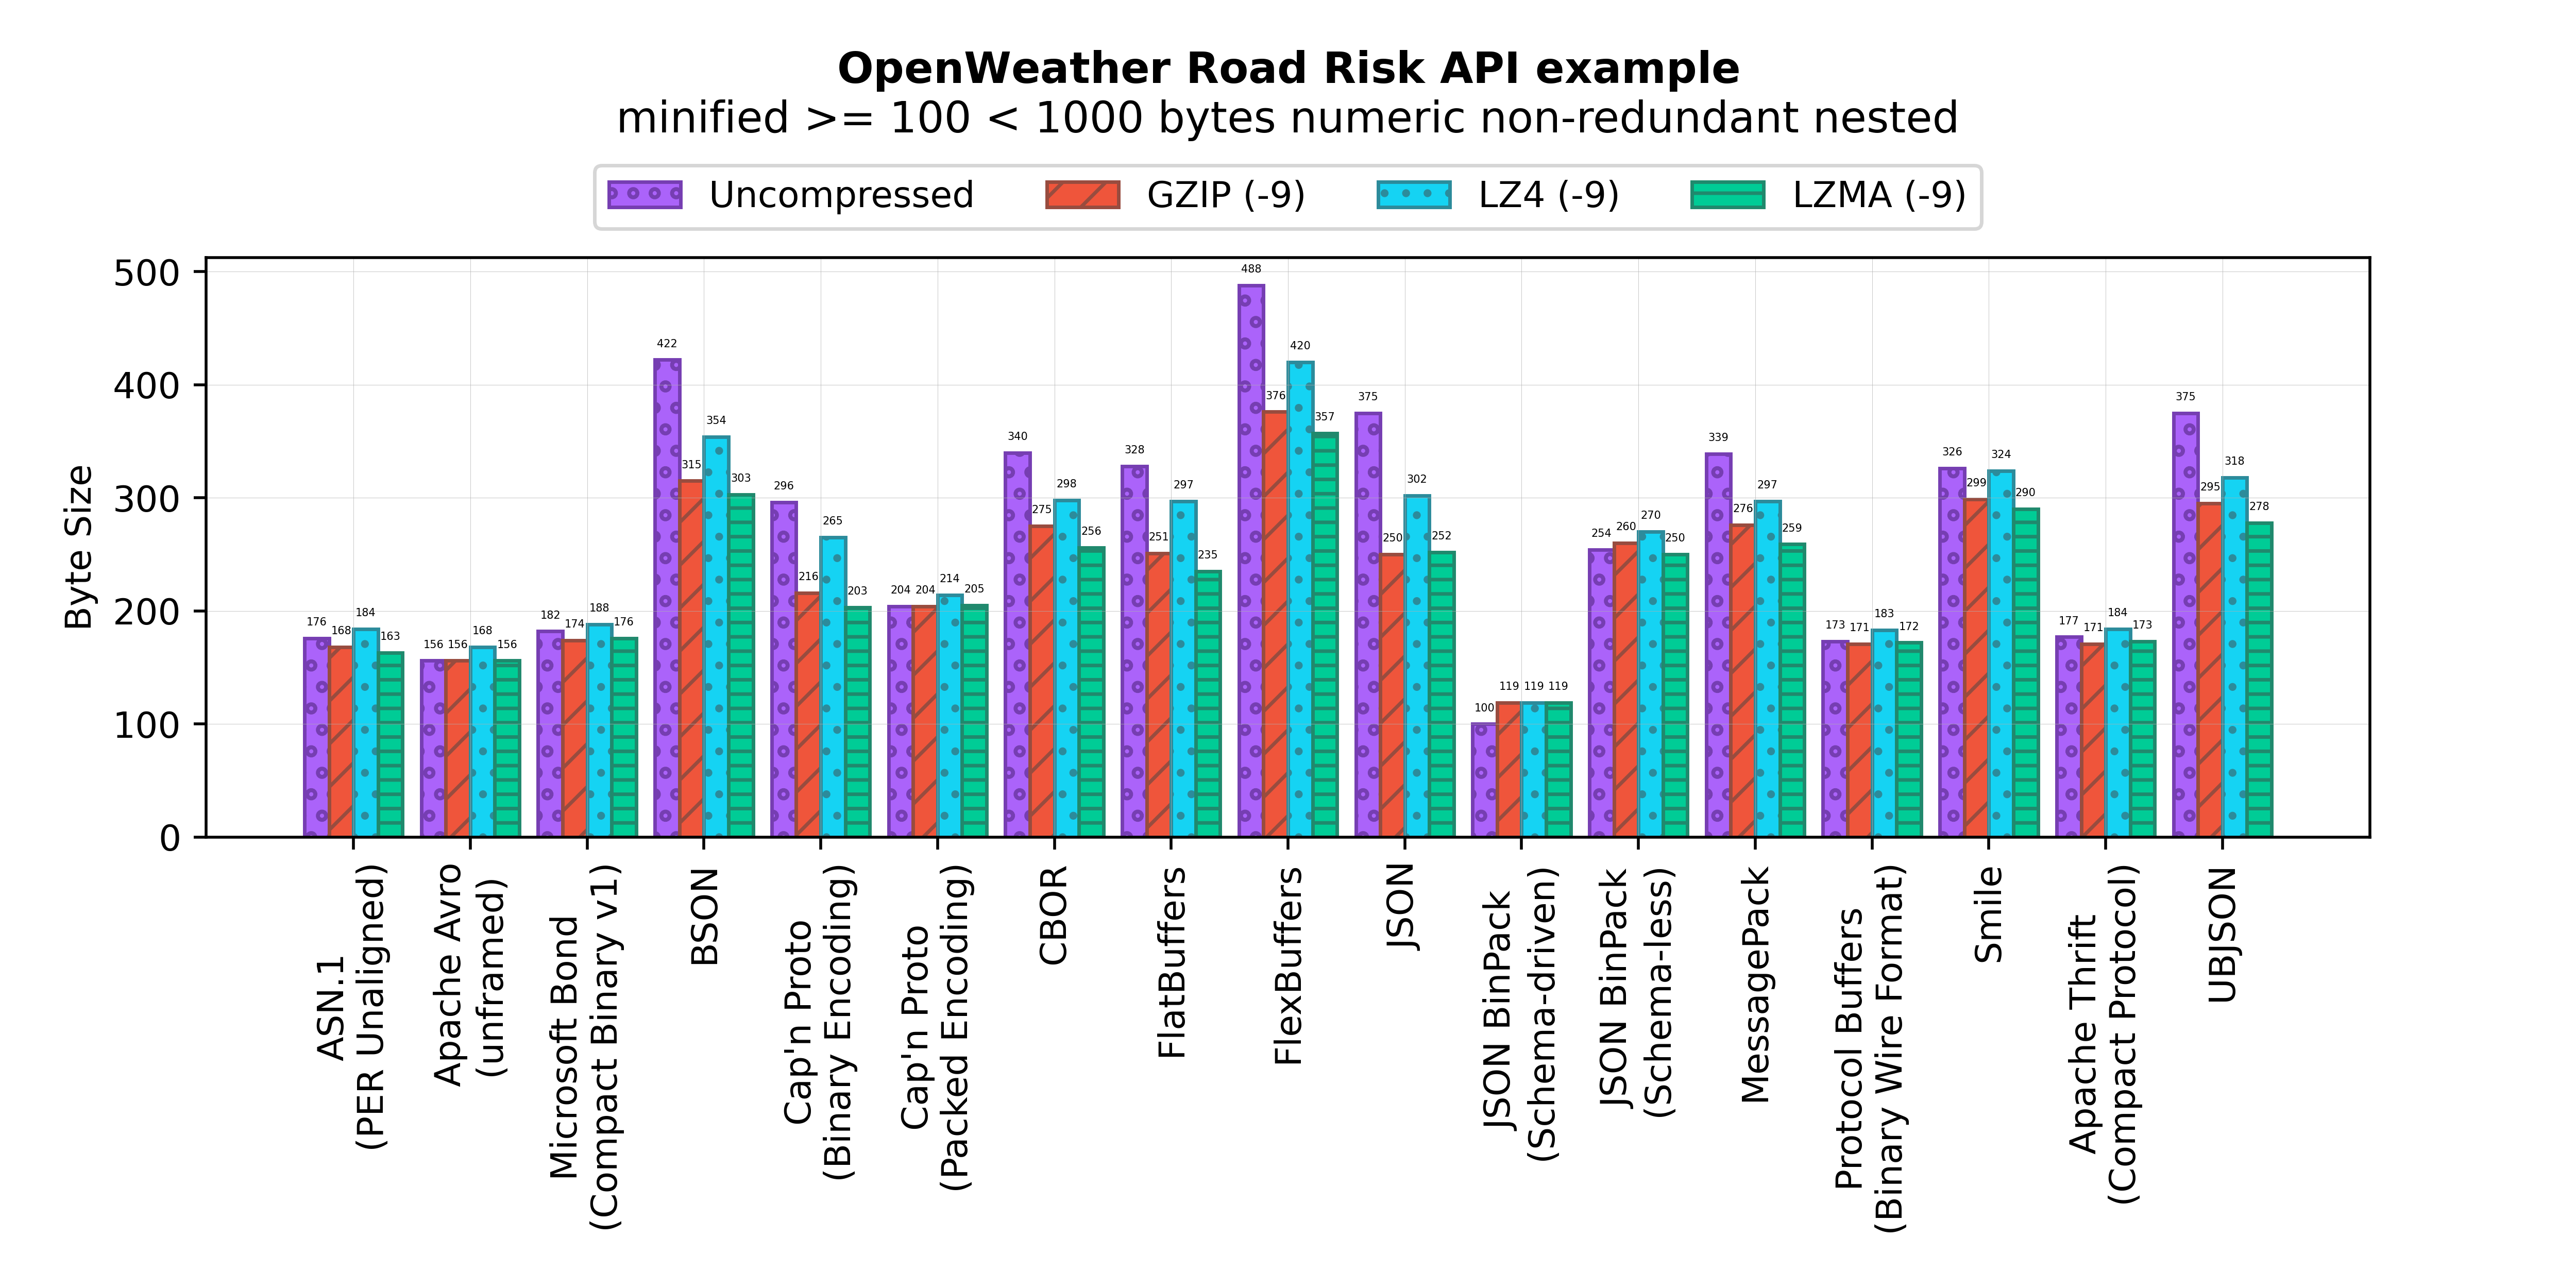 OpenWeather Road Risk API example
minified >= 100 < 1000 bytes numeric non-redundant nested
Uncompressed GZIP (-9) LZ4 (-9) LZMA (-9)
Byte Size
500
400
300
200
100
0
176 168 184 163
156 156 168 156
182 174 188 176
422 315 354 303
296 216 265 203
204 204 214 205
340 275 298 256
328 251 297 235
488 376 420 357
375 250 302 252
100 119 119 119
254 260 270 250
339 276 297 259
173 171 183 172
326 299 324 290
177 171 184 173
375 295 318 278
ASN.1
(PER Unaligned)
Apache Avro
(unframed)
Microsoft Bond
(Compact Binary v1)
BSON
Cap'n Proto
(Binary Encoding)
Cap'n Proto
(Packed Encoding)
CBOR
FlatBuffers
FlexBuffers
JSON
JSON BinPack
(Schema-driven)
JSON BinPack
(Schema-less)
MessagePack
Protocol Buffers
(Binary Wire Format)
Smile
Apache Thrift
(Compact Protocol)
UBJSON